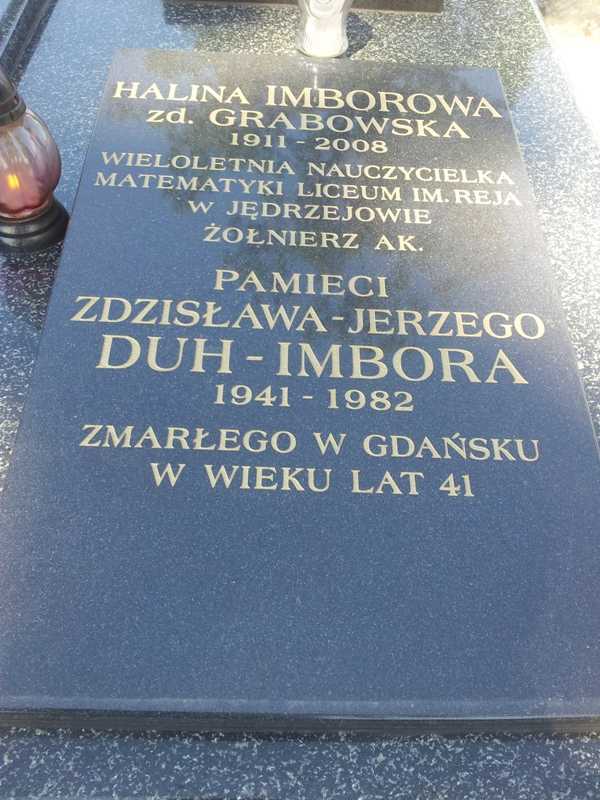 HALINA IMBOROWA
zd. GRABOWSKA
1911 - 2008
WIELOLETNIA NAUCZYCIELKA
MATEMATYKI LICEUM IM. REJA
W JĘDRZEJOWIE
ŻOŁNIERZ AK.
PAMIECI
ZDZISŁAWA - JERZEGO
DUH - IMBORA
1941 - 1982
ZMARŁEGO W GDAŃSKU
W WIEKU LAT 41